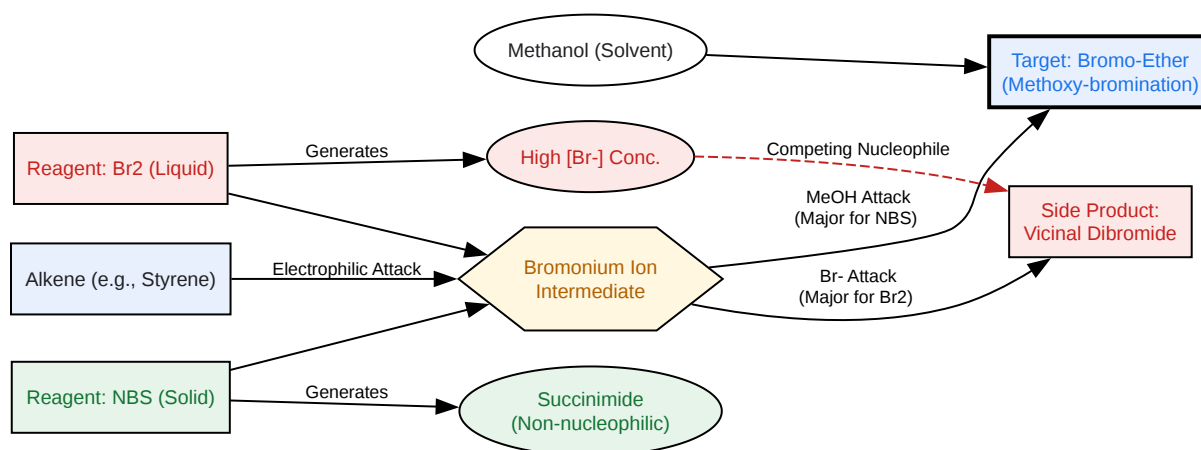 Methanol (Solvent)
Target: Bromo-Ether
(Methoxy-bromination)
Reagent: Br2 (Liquid)
Generates
High [Br-] Conc.
Competing Nucleophile
MeOH Attack
(Major for NBS)
Side Product:
Vicinal Dibromide
Alkene (e.g., Styrene)
Electrophilic Attack
Bromonium Ion
Intermediate
Br- Attack
(Major for Br2)
Reagent: NBS (Solid)
Generates
Succinimide
(Non-nucleophilic)